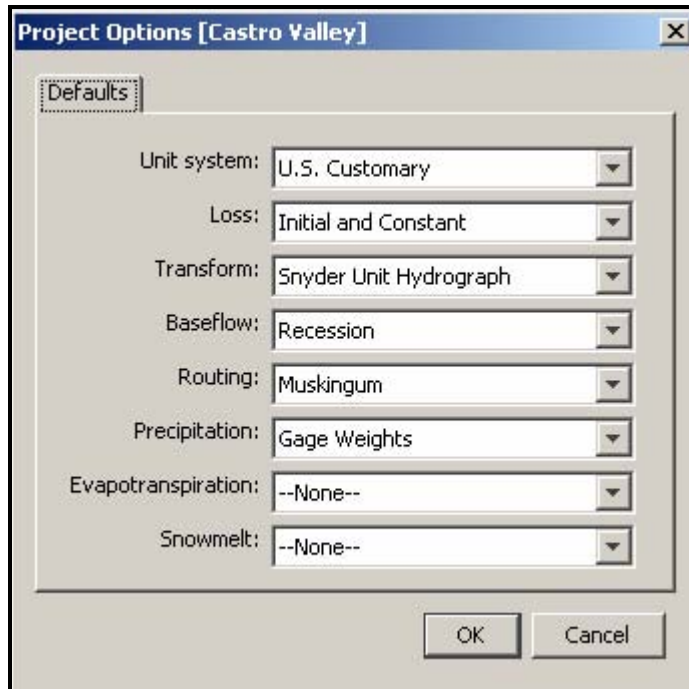 Project Options [Castro Valley]
Defaults
Unit system: U.S. Customary
Loss: Initial and Constant
Transform: Snyder Unit Hydrograph
Baseflow: Recession
Routing: Muskingum
Precipitation: Gage Weights
Evapotranspiration: --None--
Snowmelt: --None--
OK Cancel